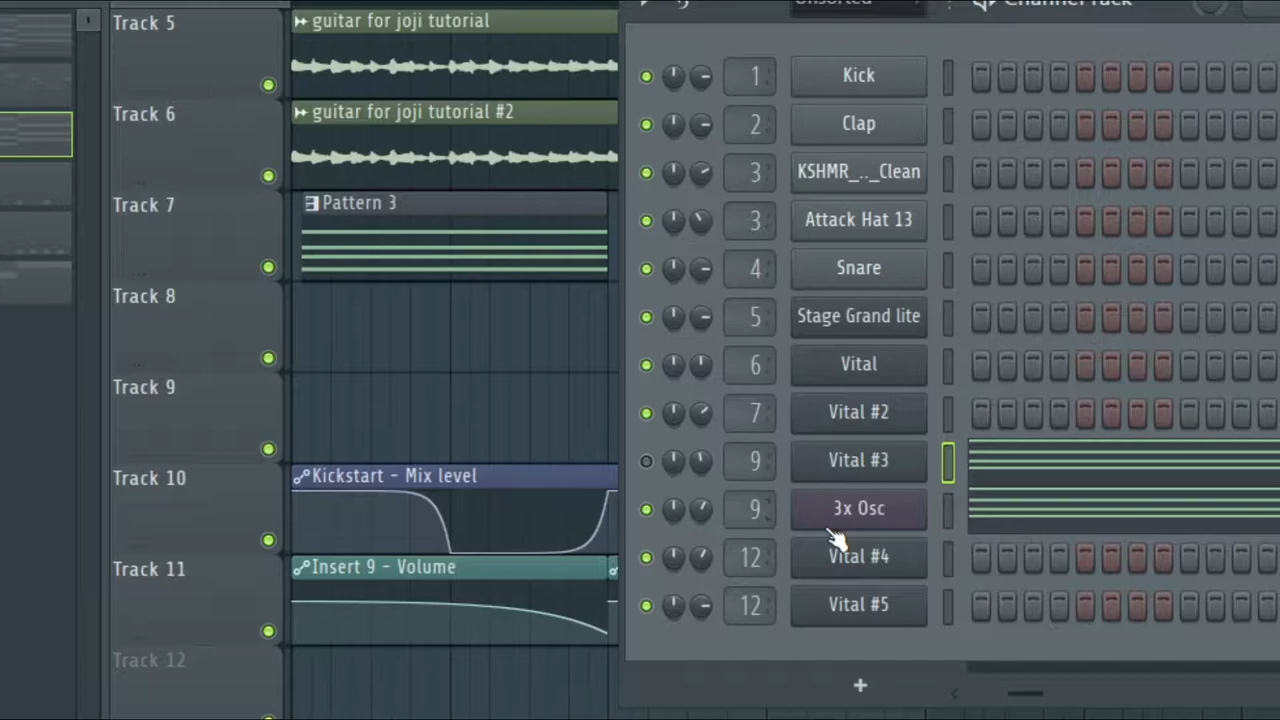 Track 5
guitar for joji tutorial
Track 6
guitar for joji tutorial #2
Track 7
Pattern 3
Track 8
Track 9
Track 10
Kickstart - Mix level
Track 11
Insert 9 - Volume
Track 12
Unsorted
Channel rack
1 Kick
2 Clap
3 KSHMR_.._Clean
3 Attack Hat 13
4 Snare
5 Stage Grand lite
6 Vital
7 Vital #2
9 Vital #3
9 3x Osc
12 Vital #4
12 Vital #5
+